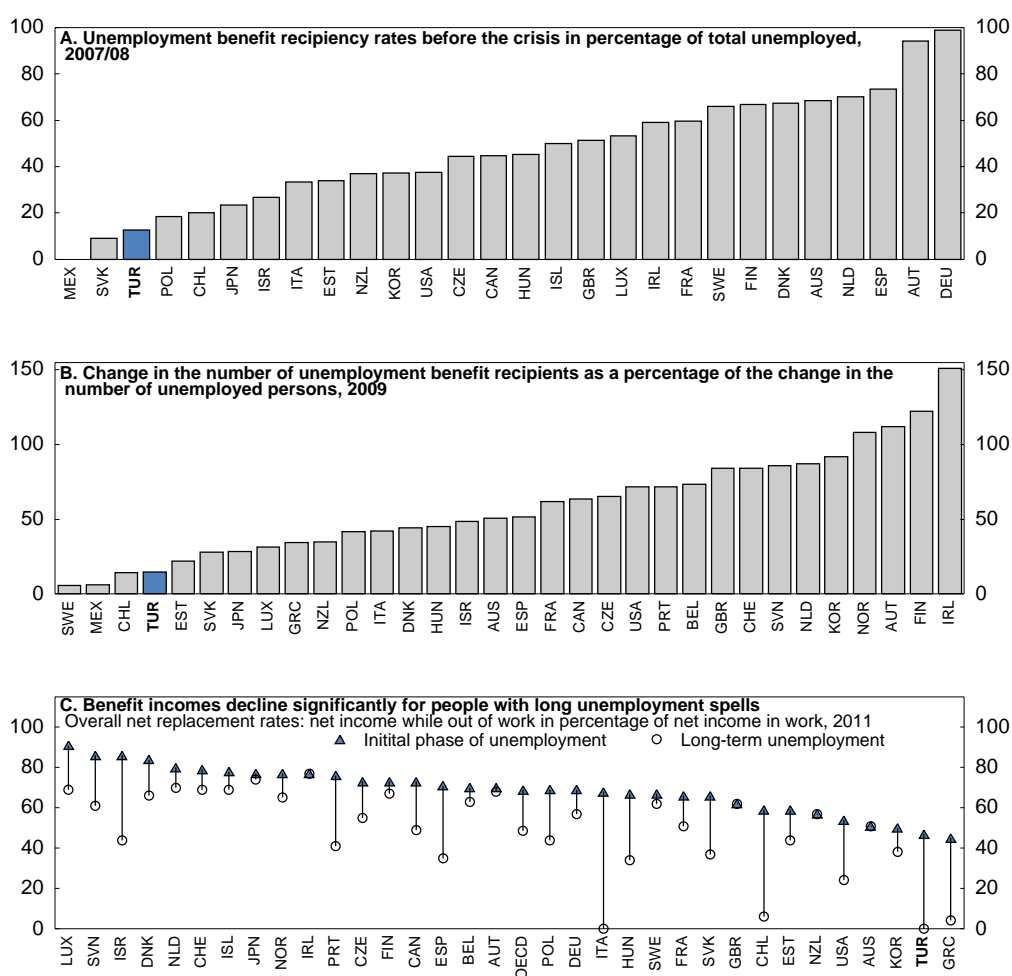 A. Unemployment benefit recipiency rates before the crisis in percentage of total unemployed,
2007/08
100 100
80 80
60 60
40 40
20 20
0 0
MEX SVK TUR POL CHL JPN ISR ITA EST NZL KOR USA CZE CAN HUN ISL GBR LUX IRL FRA SWE FIN DNK AUS NLD ESP AUT DEU
B. Change in the number of unemployment benefit recipients as a percentage of the change in the
number of unemployed persons, 2009
150 150
100 100
50 50
0 0
SWE MEX CHL TUR EST SVK JPN LUX GRC NZL POL ITA DNK HUN ISR AUS ESP FRA CAN CZE USA PRT BEL GBR CHE SVN NLD KOR NOR AUT FIN IRL
C. Benefit incomes decline significantly for people with long unemployment spells
Overall net replacement rates: net income while out of work in percentage of net income in work, 2011
Initital phase of unemployment Long-term unemployment
100 100
80 80
60 60
40 40
20 20
0 0
LUX SVN ISR DNK NLD CHE ISL JPN NOR IRL PRT CZE FIN CAN ESP BEL AUT OECD POL DEU ITA HUN SWE FRA SVK GBR CHL EST NZL USA AUS KOR TUR GRC